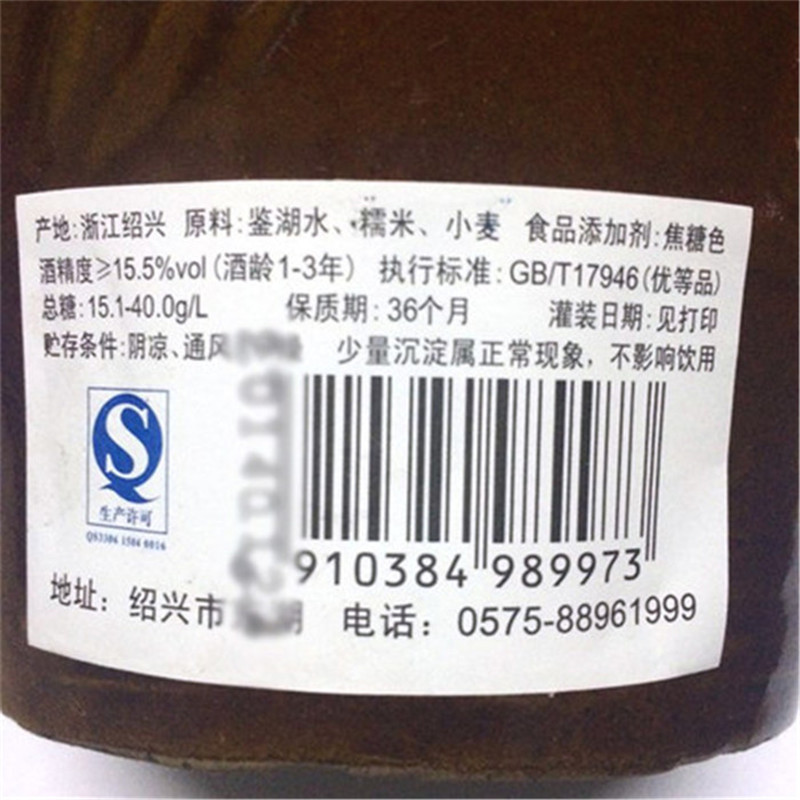 产地:浙江绍兴 原料:鉴湖水、糯米、小麦 食品添加剂:焦糖色
酒精度≥15.5%vol(酒龄1-3年) 执行标准:GB/T17946(优等品)
总糖:15.1-40.0g/L 保质期:36个月 灌装日期:见打印
贮存条件:阴凉、通风 少量沉淀属正常现象,不影响饮用
生产许可
QS3306 1504 0016
910384 989973
地址: 绍兴市 电话: 0575-88961999